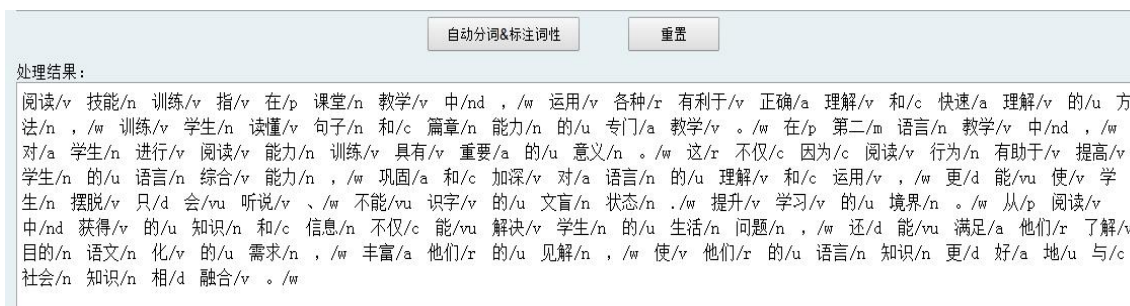 自动分词&标注词性 重置
处理结果：
阅读/v 技能/n 训练/v 指/v 在/p 课堂/n 教学/v 中/nd ，/w 运用/v 各种/r 有利于/v 正确/a 理解/v 和/c 快速/a 理解/v 的/u 方
法/n ，/w 训练/v 学生/n 读懂/v 句子/n 和/c 篇章/n 能力/n 的/u 专门/a 教学/v 。/w 在/p 第二/m 语言/n 教学/v 中/nd ，/w
对/a 学生/n 进行/v 阅读/v 能力/n 训练/v 具有/v 重要/a 的/u 意义/n 。/w 这/r 不仅/c 因为/c 阅读/v 行为/n 有助于/v 提高/v
学生/n 的/u 语言/n 综合/v 能力/n ，/w 巩固/a 和/c 加深/v 对/a 语言/n 的/u 理解/v 和/c 运用/v ，/w 更/d 能/vu 使/v 学
生/n 摆脱/v 只/d 会/vu 听说/v 、/w 不能/vu 识字/v 的/u 文盲/n 状态/n ./w 提升/v 学习/v 的/u 境界/n 。/w 从/p 阅读/v
中/nd 获得/v 的/u 知识/n 和/c 信息/n 不仅/c 能/vu 解决/v 学生/n 的/u 生活/n 问题/n ，/w 还/d 能/vu 满足/a 他们/r 了解/v
目的/n 语文/n 化/v 的/u 需求/n ，/w 丰富/a 他们/r 的/u 见解/n ，/w 使/v 他们/r 的/u 语言/n 知识/n 更/d 好/a 地/u 与/c
社会/n 知识/n 相/d 融合/v 。/w